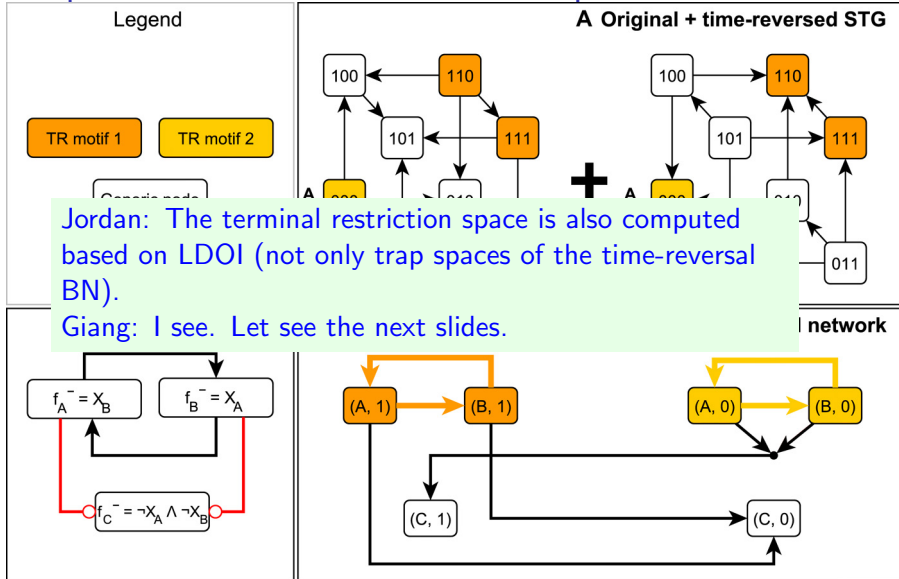 Legend
A Original + time-reversed STG
100
110
100
110
101
111
101
111
TR motif 1
TR motif 2
A
A
011
Jordan: The terminal restriction space is also computed
based on LDOI (not only trap spaces of the time-reversal
BN).
Giang: I see. Let see the next slides.
network
f_A^- = X_B
f_B^- = X_A
(A, 1)
(B, 1)
(A, 0)
(B, 0)
f_C^- = ¬X_A ∧ ¬X_B
(C, 1)
(C, 0)